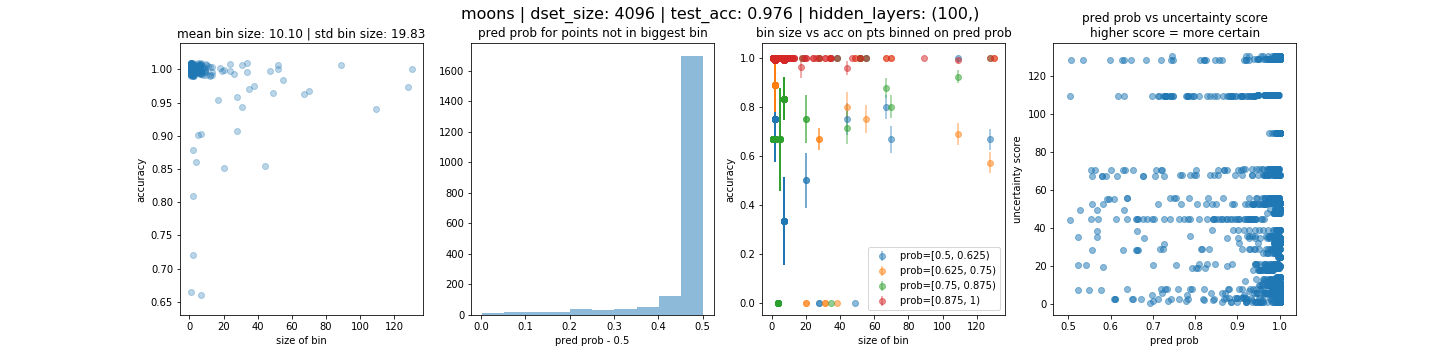 moons | dset_size: 4096 | test_acc: 0.976 | hidden_layers: (100,)
mean bin size: 10.10 | std bin size: 19.83
1.00
0.95
0.90
0.85
0.80
0.75
0.70
0.65
accuracy
0 20 40 60 80 100 120
size of bin
pred prob for points not in biggest bin
1600
1400
1200
1000
800
600
400
200
0
0.0 0.1 0.2 0.3 0.4 0.5
pred prob - 0.5
bin size vs acc on pts binned on pred prob
1.0
0.8
0.6
0.4
0.2
0.0
accuracy
prob=[0.5, 0.625)
prob=[0.625, 0.75)
prob=[0.75, 0.875)
prob=[0.875, 1)
0 20 40 60 80 100 120
size of bin
pred prob vs uncertainty score
higher score = more certain
120
100
80
60
40
20
0
uncertainty score
0.5 0.6 0.7 0.8 0.9 1.0
pred prob